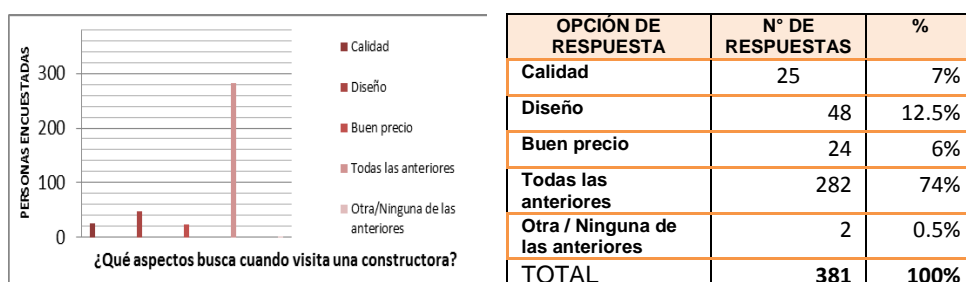 PERSONAS ENCUESTADAS
300
200
100
0
¿Qué aspectos busca cuando visita una constructora?
Calidad
Diseño
Buen precio
Todas las anteriores
Otra/Ninguna de las
anteriores
OPCIÓN DE RESPUESTA N° DE RESPUESTAS %
Calidad 25 7%
Diseño 48 12.5%
Buen precio 24 6%
Todas las anteriores 282 74%
Otra / Ninguna de las anteriores 2 0.5%
TOTAL 381 100%